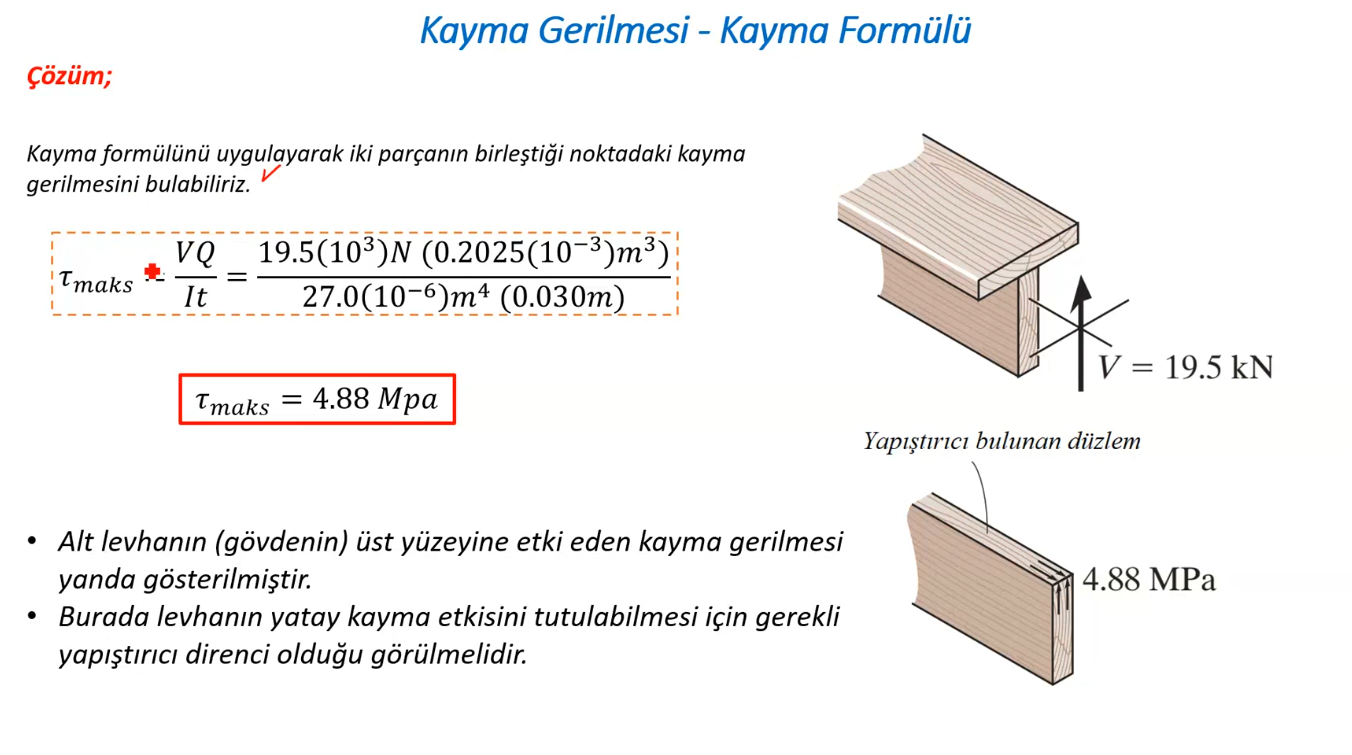 Kayma Gerilmesi - Kayma Formülü
Çözüm;
Kayma formülünü uygulayarak iki parçanın birleştiği noktadaki kayma
gerilmesini bulabiliriz.
τ_maks = VQ/It = 19.5(10³)N (0.2025(10⁻³)m³) / 27.0(10⁻⁶)m⁴ (0.030m)
τ_maks = 4.88 Mpa
V = 19.5 kN
Yapıştırıcı bulunan düzlem
4.88 MPa
• Alt levhanın (gövdenin) üst yüzeyine etki eden kayma gerilmesi
yanda gösterilmiştir.
• Burada levhanın yatay kayma etkisini tutulabilmesi için gerekli
yapıştırıcı direnci olduğu görülmelidir.